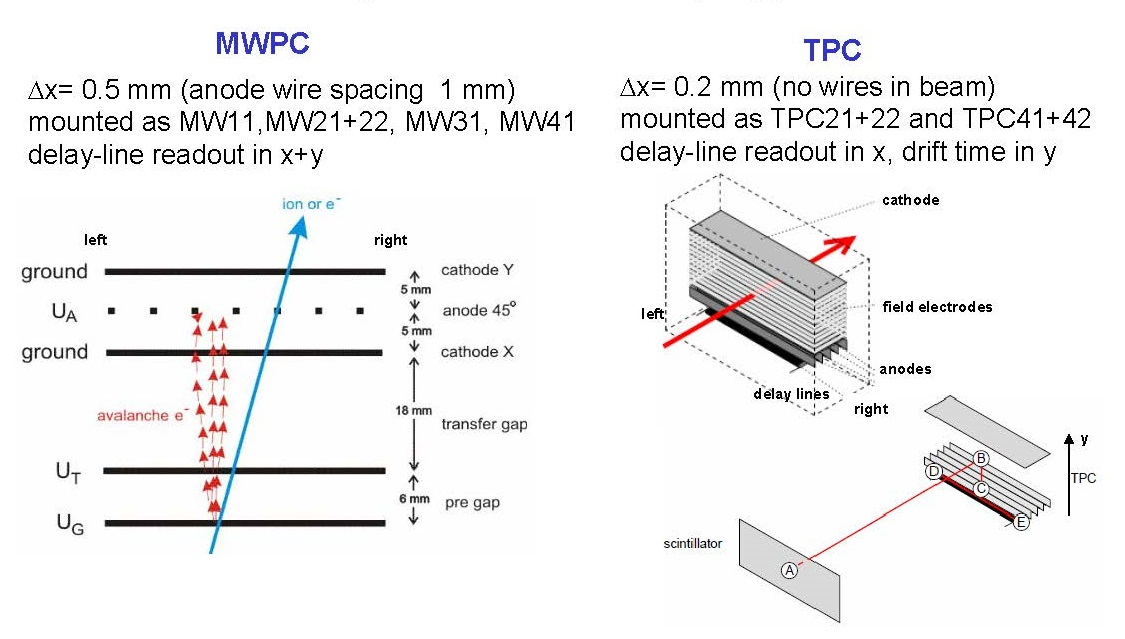 MWPC
Δx= 0.5 mm (anode wire spacing 1 mm)
mounted as MW11,MW21+22, MW31, MW41
delay-line readout in x+y
ion or e-
left
right
ground
cathode Y
5 mm
UA
anode 45°
5 mm
ground
cathode X
avalanche e-
18 mm
transfer gap
UT
6 mm
pre gap
UG
TPC
Δx= 0.2 mm (no wires in beam)
mounted as TPC21+22 and TPC41+42
delay-line readout in x, drift time in y
cathode
left
field electrodes
anodes
delay lines
right
y
B
D
TPC
C
E
scintillator
A